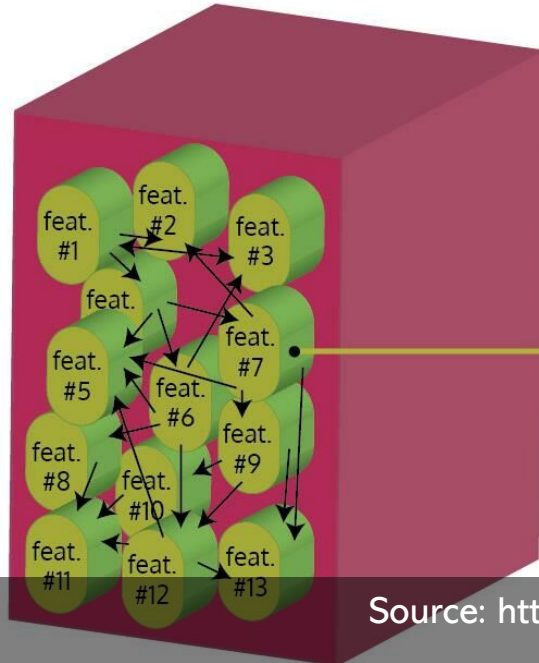 feat.
#1
feat.
#2
feat.
#3
feat.
feat.
#5
feat.
#6
feat.
#7
feat.
#8
feat.
#9
feat.
#10
feat.
#11
feat.
#12
feat.
#13
Source: htt